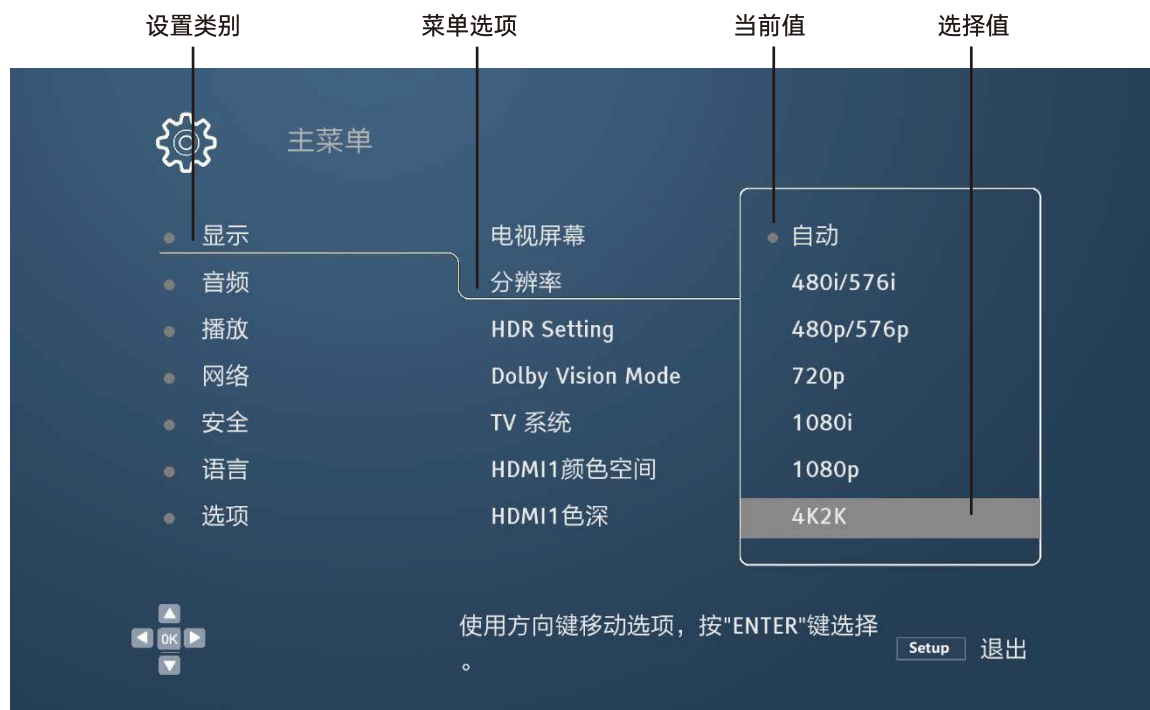 设置类别 菜单选项 当前值 选择值
主菜单
显示 电视屏幕 自动
音频 分辨率 480i/576i
播放 HDR Setting 480p/576p
网络 Dolby Vision Mode 720p
安全 TV 系统 1080i
语言 HDMI1颜色空间 1080p
选项 HDMI1色深 4K2K
使用方向键移动选项，按"ENTER"键选择
。
OK Setup 退出